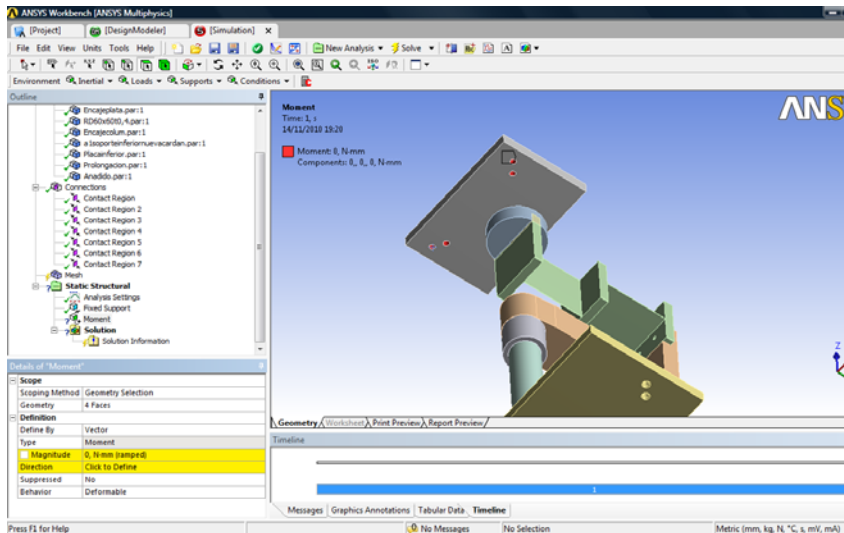 ANSYS Workbench [ANSYS Multiphysics]
[Project] [DesignModeler] [Simulation]
File Edit View Units Tools Help New Analysis Solve
Environment Inertial Loads Supports Conditions
Outline
Encajeplata.par:1
RD60x60t0,4.par:1
Encajecolum.par:1
a1soporteinferiornuevacardan.par:1
Placainferior.par:1
Prolongacion.par:1
Anadido.par:1
Connections
Contact Region
Contact Region 2
Contact Region 3
Contact Region 4
Contact Region 5
Contact Region 6
Contact Region 7
Mesh
Static Structural
Analysis Settings
Fixed Support
Moment
Solution
Solution Information
Details of "Moment"
Scope
Scoping Method Geometry Selection
Geometry 4 Faces
Definition
Define By Vector
Type Moment
Magnitude 0, N-mm (ramped)
Direction Click to Define
Suppressed No
Behavior Deformable
Moment
Time: 1, s
14/11/2010 19:20
Moment: 0, N-mm
Components: 0,, 0,, 0, N-mm
ANS
Z
Geometry Worksheet Print Preview Report Preview
Timeline
1
Messages Graphics Annotations Tabular Data Timeline
Press F1 for Help No Messages No Selection Metric (mm, kg, N, °C, s, mV, mA)